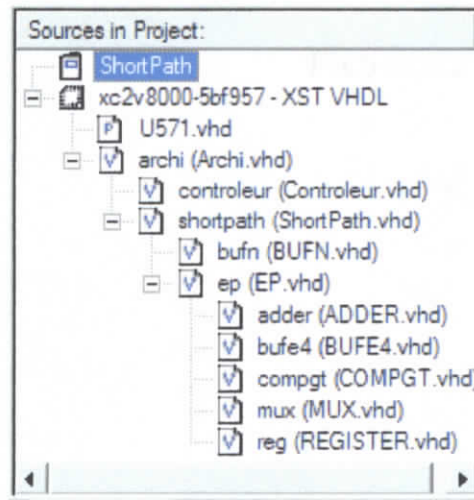 Sources in Project:
ShortPath
xc2v8000-5bf957 - XST VHDL
U571.vhd
archi (Archi.vhd)
controleur (Controleur.vhd)
shortpath (ShortPath.vhd)
bufn (BUFN.vhd)
ep (EP.vhd)
adder (ADDER.vhd)
bufe4 (BUFE4.vhd)
compgt (COMPGT.vhd)
mux (MUX.vhd)
reg (REGISTER.vhd)